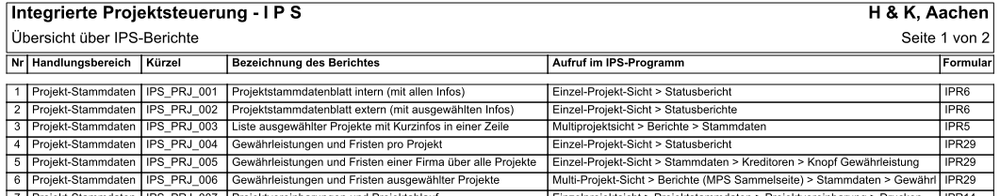 Integrierte Projektsteuerung - I P S H & K, Aachen
Übersicht über IPS-Berichte Seite 1 von 2
Nr Handlungsbereich Kürzel Bezeichnung des Berichtes Aufruf im IPS-Programm Formular
1 Projekt-Stammdaten IPS_PRJ_001 Projektstammdatenblatt intern (mit allen Infos) Einzel-Projekt-Sicht > Statusbericht IPR6
2 Projekt-Stammdaten IPS_PRJ_002 Projektstammdatenblatt extern (mit ausgewählten Infos) Einzel-Projekt-Sicht > Statusberichte IPR6
3 Projekt-Stammdaten IPS_PRJ_003 Liste ausgewählter Projekte mit Kurzinfos in einer Zeile Multiprojektsicht > Berichte > Stammdaten IPR5
4 Projekt-Stammdaten IPS_PRJ_004 Gewährleistungen und Fristen pro Projekt Einzel-Projekt-Sicht > Statusbericht IPR29
5 Projekt-Stammdaten IPS_PRJ_005 Gewährleistungen und Fristen einer Firma über alle Projekte Einzel-Projekt-Sicht > Stammdaten > Kreditoren > Knopf Gewährleistung IPR29
6 Projekt-Stammdaten IPS_PRJ_006 Gewährleistungen und Fristen ausgewählter Projekte Multi-Projekt-Sicht > Berichte (MPS Sammelseite) > Stammdaten > Gewährl IPR29